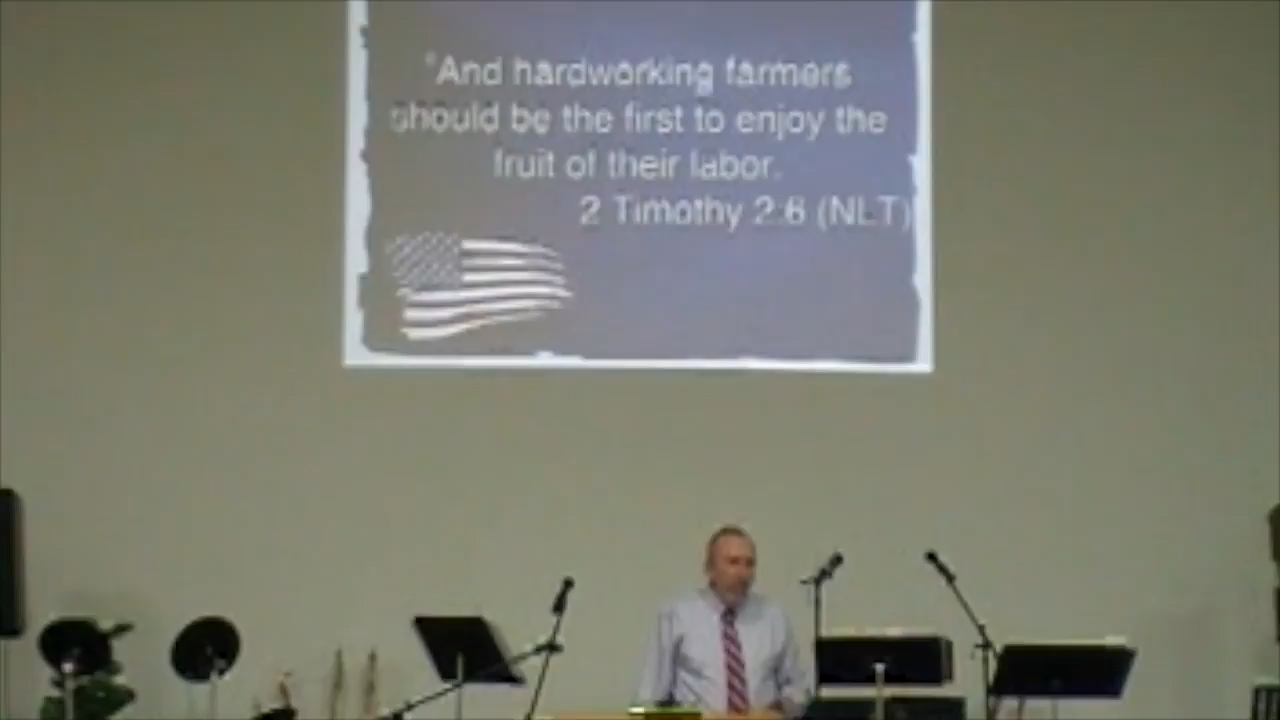 "And hardworking farmers
should be the first to enjoy the
fruit of their labor.
2 Timothy 2:6 (NLT)